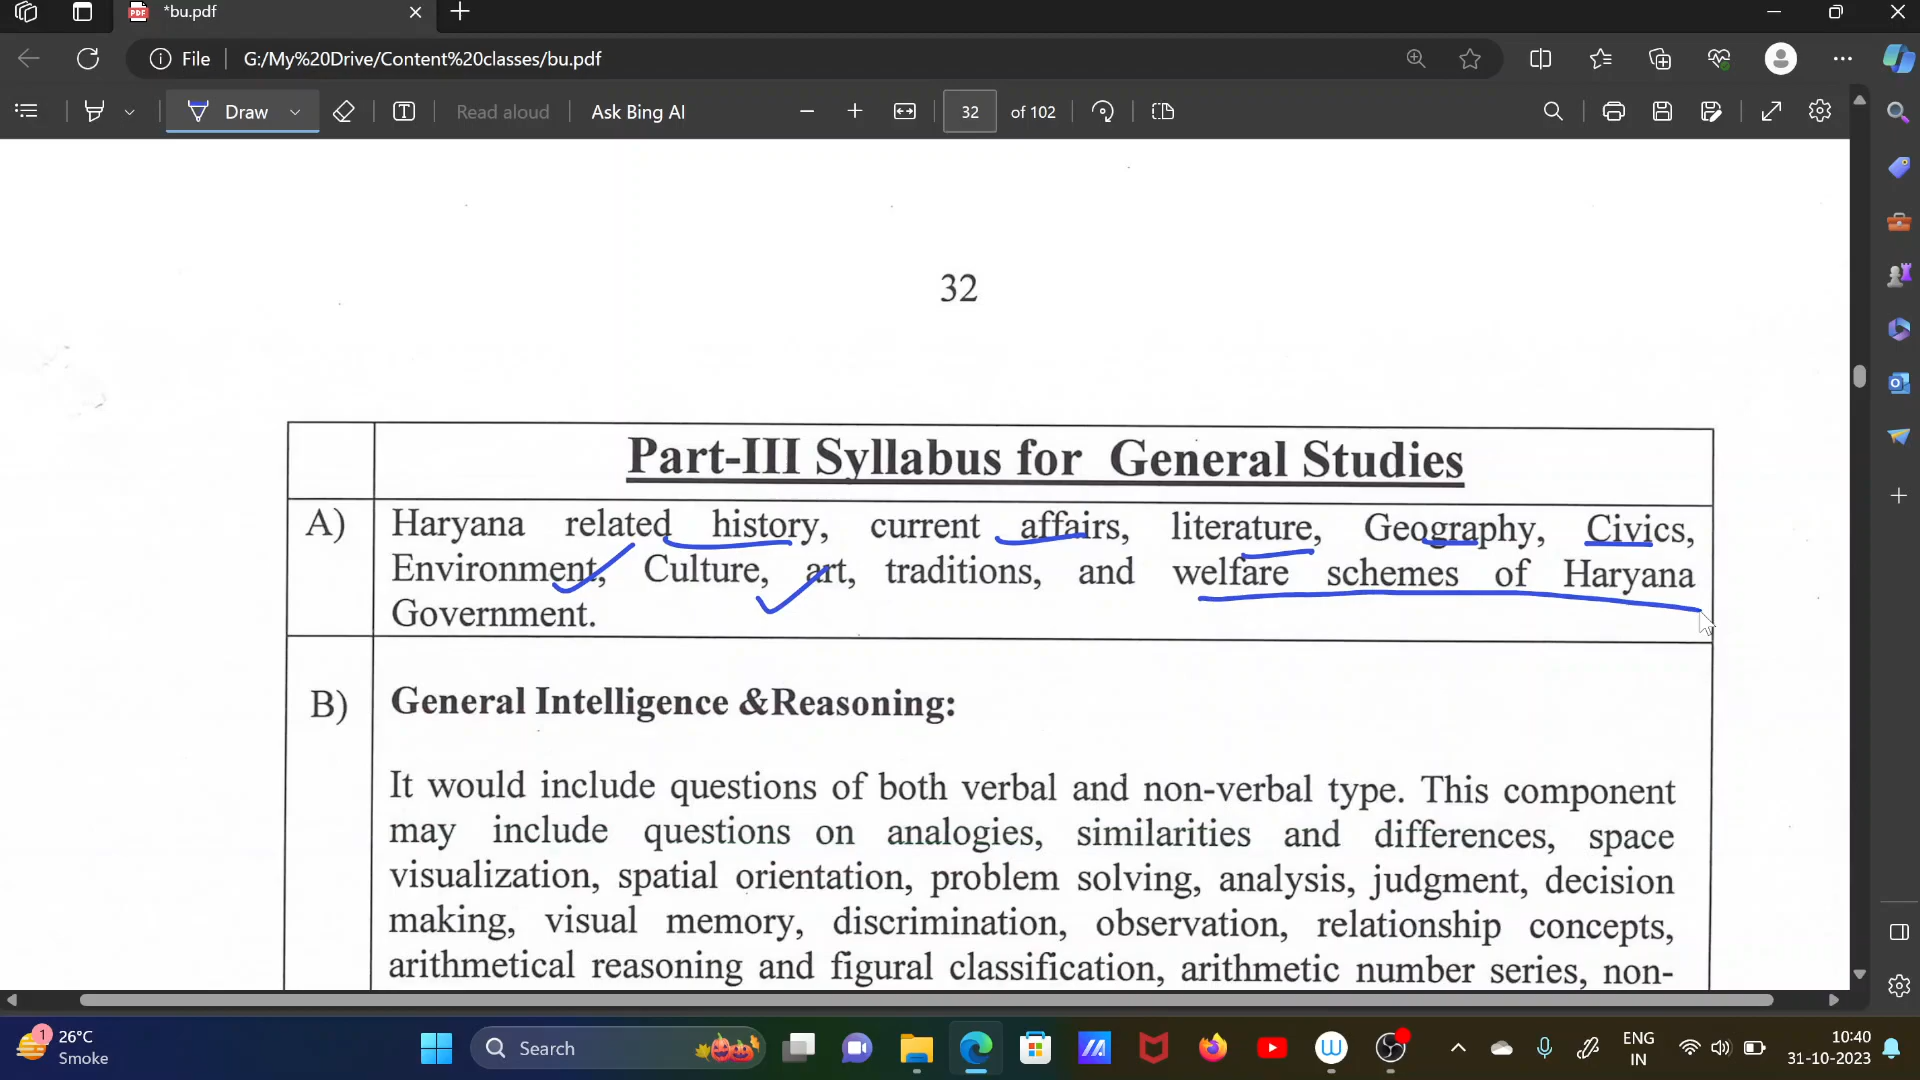 *bu.pdf
File
G:/My%20Drive/Content%20classes/bu.pdf
Draw
Read aloud
Ask Bing AI
32
of 102
32
Part-III Syllabus for General Studies
A)
Haryana related history, current affairs, literature, Geography, Civics,
Environment, Culture, art, traditions, and welfare schemes of Haryana
Government.
B)
General Intelligence &Reasoning:
It would include questions of both verbal and non-verbal type. This component
may include questions on analogies, similarities and differences, space
visualization, spatial orientation, problem solving, analysis, judgment, decision
making, visual memory, discrimination, observation, relationship concepts,
arithmetical reasoning and figural classification, arithmetic number series, non-
1
26°C
Smoke
Search
ENG
IN
10:40
31-10-2023